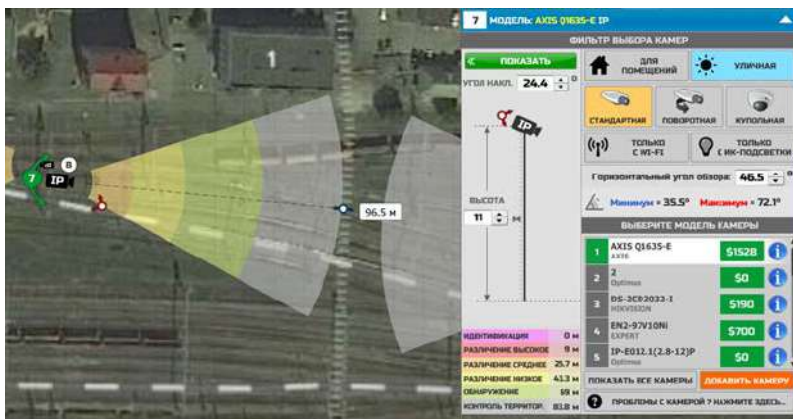 7 МОДЕЛЬ: AXIS Q1635-E IP
ФИЛЬТР ВЫБОРА КАМЕР
ПОКАЗАТЬ
УГОЛ НАКЛ. 24.4 °
ДЛЯ ПОМЕЩЕНИЙ
УЛИЧНАЯ
СТАНДАРТНАЯ
ПОВОРОТНАЯ
КУПОЛЬНАЯ
ТОЛЬКО С WI-FI
ТОЛЬКО С ИК-ПОДСВЕТКИ
Горизонтальный угол обзора: 46.5 °
Минимум = 35.5° Максимум = 72.1°
IP
ВЫСОТА
11 М
ВЫБЕРИТЕ МОДЕЛЬ КАМЕРЫ
1 AXIS Q1635-E $1528
AXIS
2 2 $0
Optimus
3 DS-2CD2022-I $190
HIKVISION
4 EN2-97V10Ni $700
EXPERT
5 IP-E012.1(2.8-12)P $0
Optimus
ИДЕНТИФИКАЦИЯ 0 м
РАЗЛИЧЕНИЕ ВЫСОКОЕ 9 м
РАЗЛИЧЕНИЕ СРЕДНЕЕ 25.7 м
РАЗЛИЧЕНИЕ НИЗКОЕ 41.3 м
ОБНАРУЖЕНИЕ 59 м
КОНТРОЛЬ ТЕРРИТОР. 83.8 м
ПОКАЗАТЬ ВСЕ КАМЕРЫ
ДОБАВИТЬ КАМЕРУ
? ПРОБЛЕМЫ С КАМЕРОЙ ? НАЖМИТЕ ЗДЕСЬ...
1
7
8
IP
96.5 м